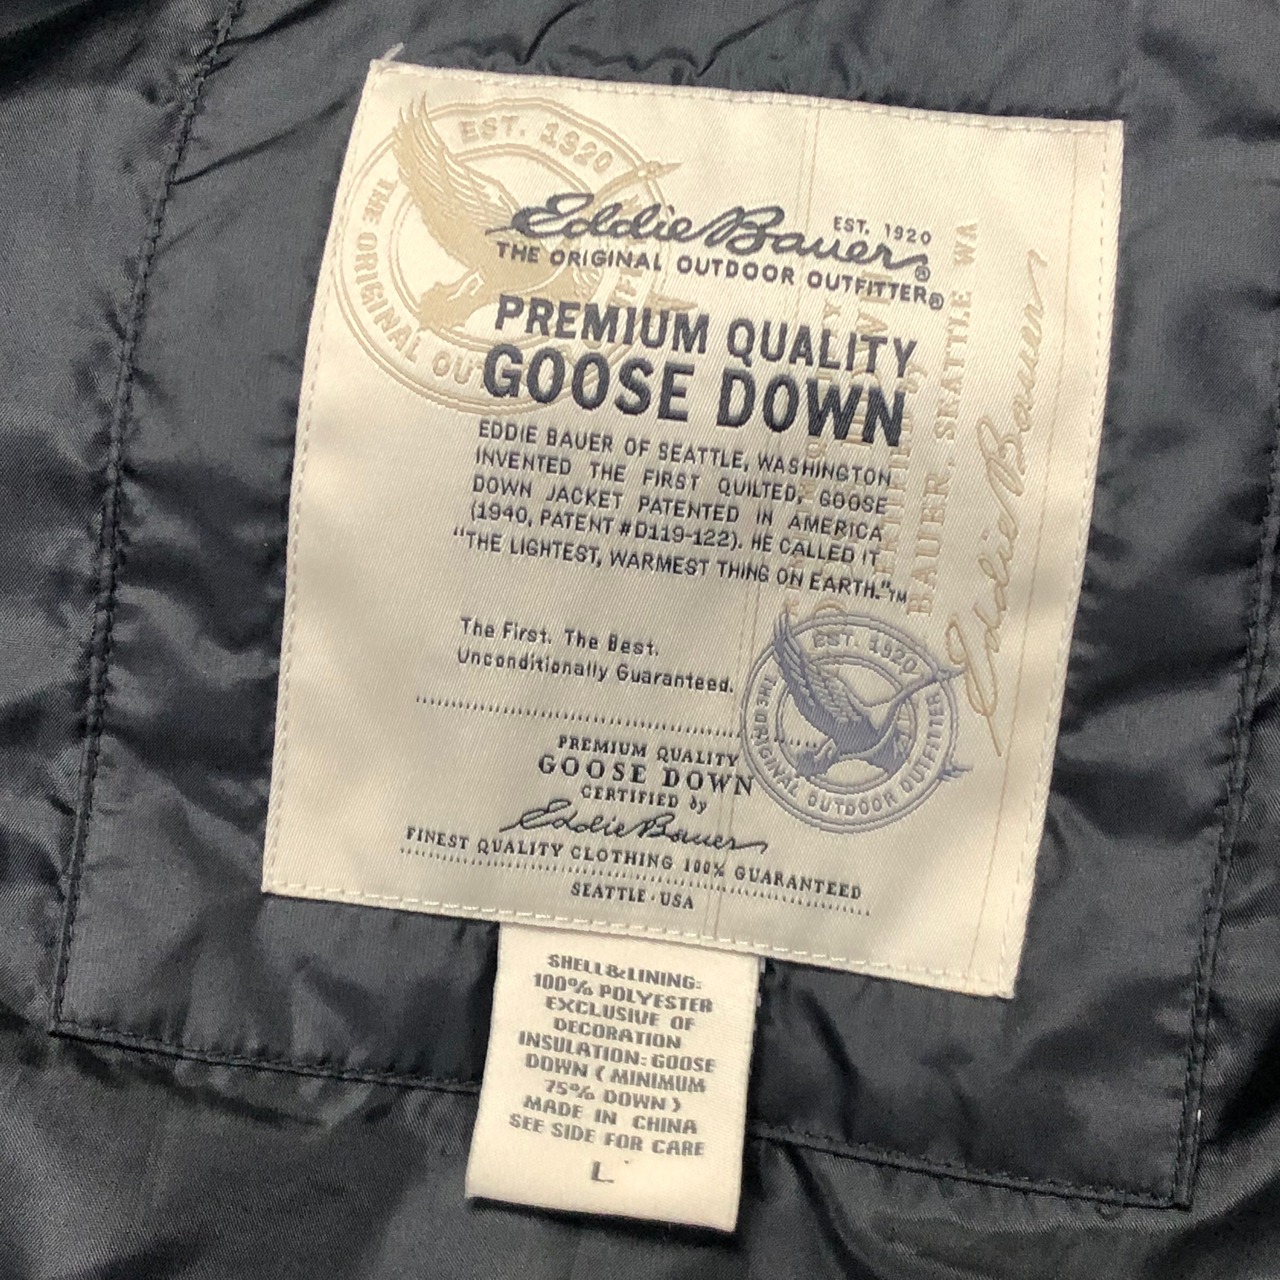 EST. 1920
THE ORIGINAL OU
Eddie Bauer®
EST. 1920
THE ORIGINAL OUTDOOR OUTFITTER®
PREMIUM QUALITY
GOOSE DOWN
EDDIE BAUER OF SEATTLE, WASHINGTON
INVENTED THE FIRST QUILTED, GOOSE
DOWN JACKET PATENTED IN AMERICA
(1940, PATENT #D119-122). HE CALLED IT
“THE LIGHTEST, WARMEST THING ON EARTH.”™
The First. The Best.
Unconditionally Guaranteed.
BAUER, SEATTLE WA
Eddie Bauer
EST. 1920
THE ORIGINAL OUTDOOR OUTFITTER
PREMIUM QUALITY
GOOSE DOWN
CERTIFIED by
Eddie Bauer
FINEST QUALITY CLOTHING 100% GUARANTEED
SEATTLE · USA
SHELL&LINING:
100% POLYESTER
EXCLUSIVE OF
DECORATION
INSULATION: GOOSE
DOWN ( MINIMUM
75% DOWN )
MADE IN CHINA
SEE SIDE FOR CARE
L